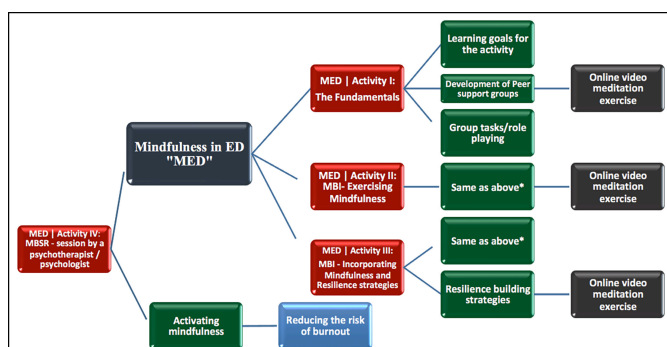 Learning goals for
the activity
MED | Activity I:
The Fundamentals
Development of Peer
support groups
Online video
meditation
exercise
Group tasks/role
playing
Mindfulness in ED
"MED"
MED | Activity II:
MBI- Exercising
Mindfulness
Same as above*
Online video
meditation
exercise
MED | Activity IV:
MBSR - session by a
psychotherapist /
psychologist
MED | Activity III:
MBI - Incorporating
Mindfulness and
Resilience strategies
Same as above*
Resilience building
strategies
Online video
meditation
exercise
Activating
mindfulness
Reducing the risk
of burnout